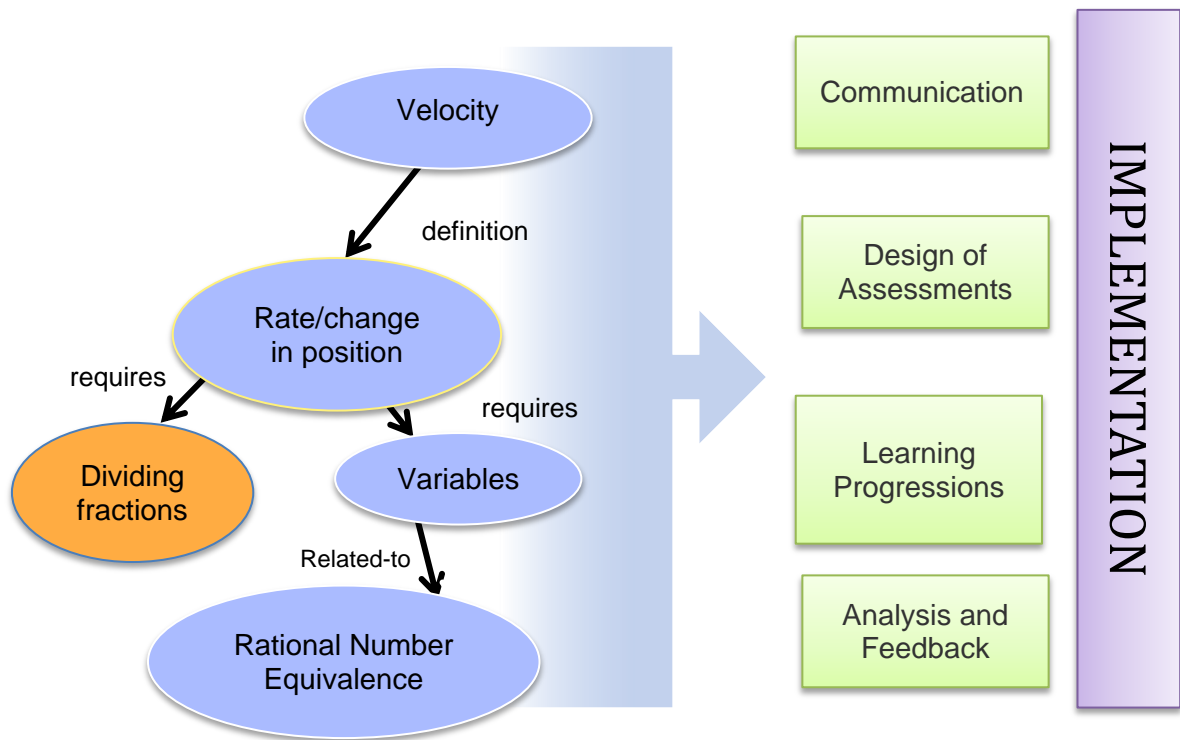 Velocity
definition
Rate/change
in position
requires
requires
Dividing
fractions
Variables
Related-to
Rational Number
Equivalence
Communication
Design of
Assessments
Learning
Progressions
Analysis and
Feedback
IMPLEMENTATION